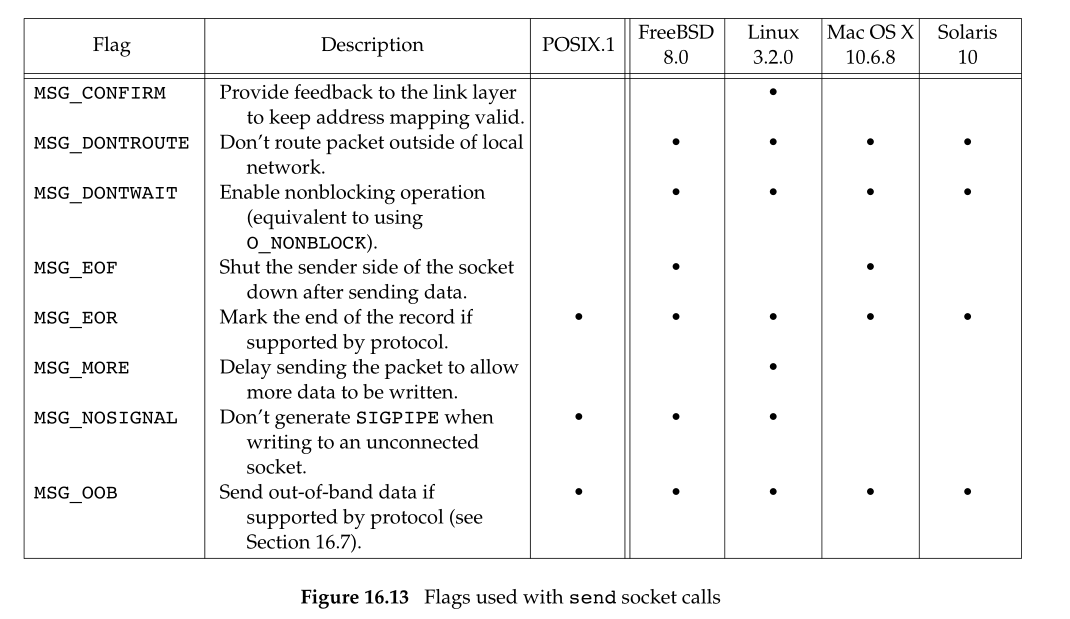 Flag Description POSIX.1 FreeBSD 8.0 Linux 3.2.0 Mac OS X 10.6.8 Solaris 10
MSG_CONFIRM Provide feedback to the link layer •
to keep address mapping valid.
MSG_DONTROUTE Don’t route packet outside of local • • • •
network.
MSG_DONTWAIT Enable nonblocking operation • • • •
(equivalent to using
O_NONBLOCK).
MSG_EOF Shut the sender side of the socket • •
down after sending data.
MSG_EOR Mark the end of the record if • • • • •
supported by protocol.
MSG_MORE Delay sending the packet to allow •
more data to be written.
MSG_NOSIGNAL Don’t generate SIGPIPE when • • •
writing to an unconnected
socket.
MSG_OOB Send out-of-band data if • • • • •
supported by protocol (see
Section 16.7).
Figure 16.13 Flags used with send socket calls